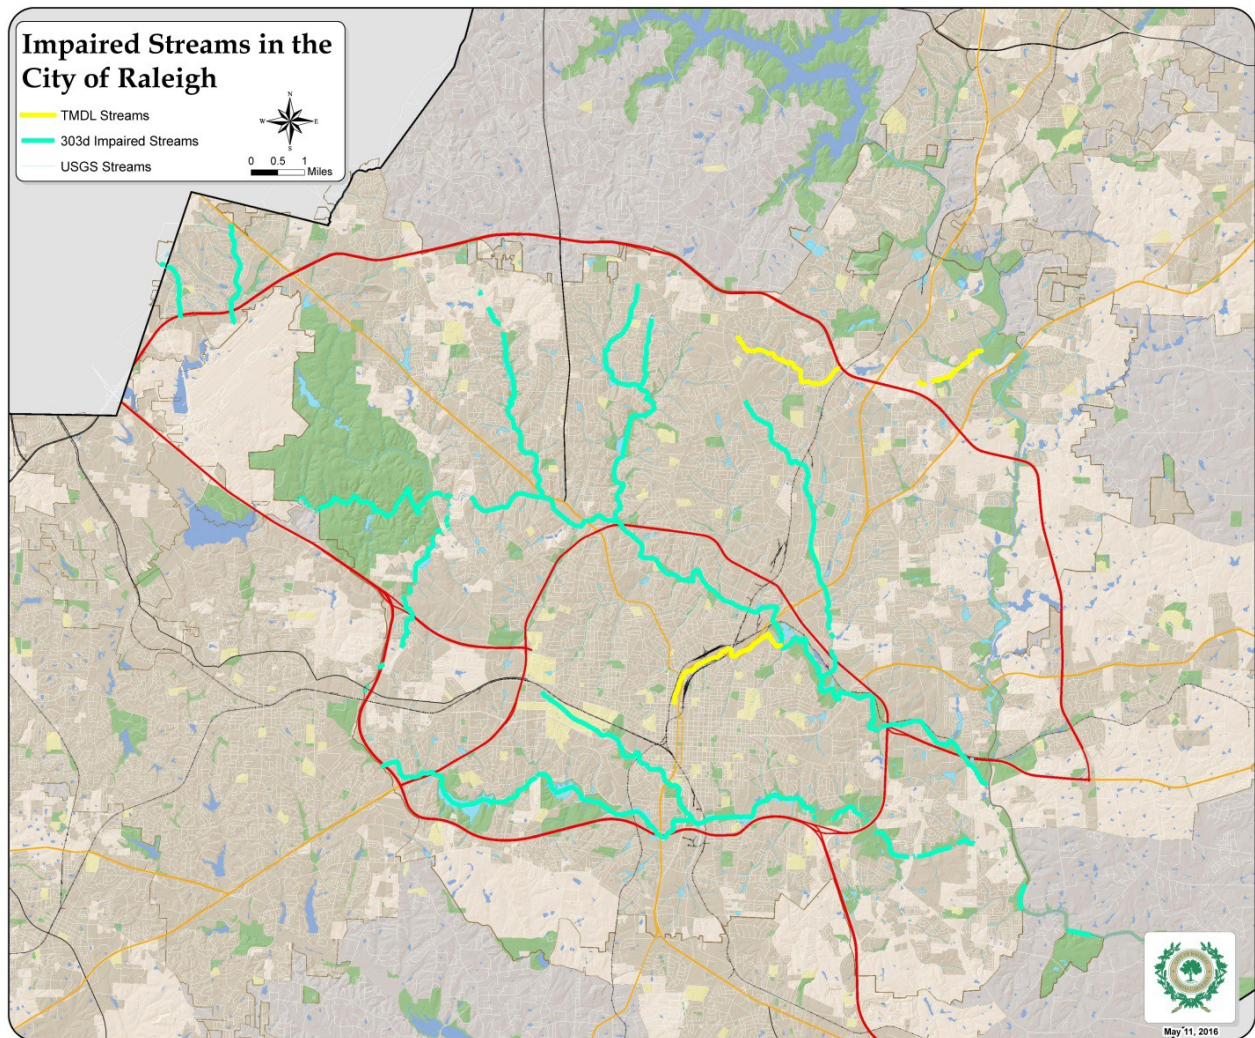 Impaired Streams in the
City of Raleigh
TMDL Streams
303d Impaired Streams
USGS Streams
N
W
E
S
0 0.5 1
Miles
May 11, 2016